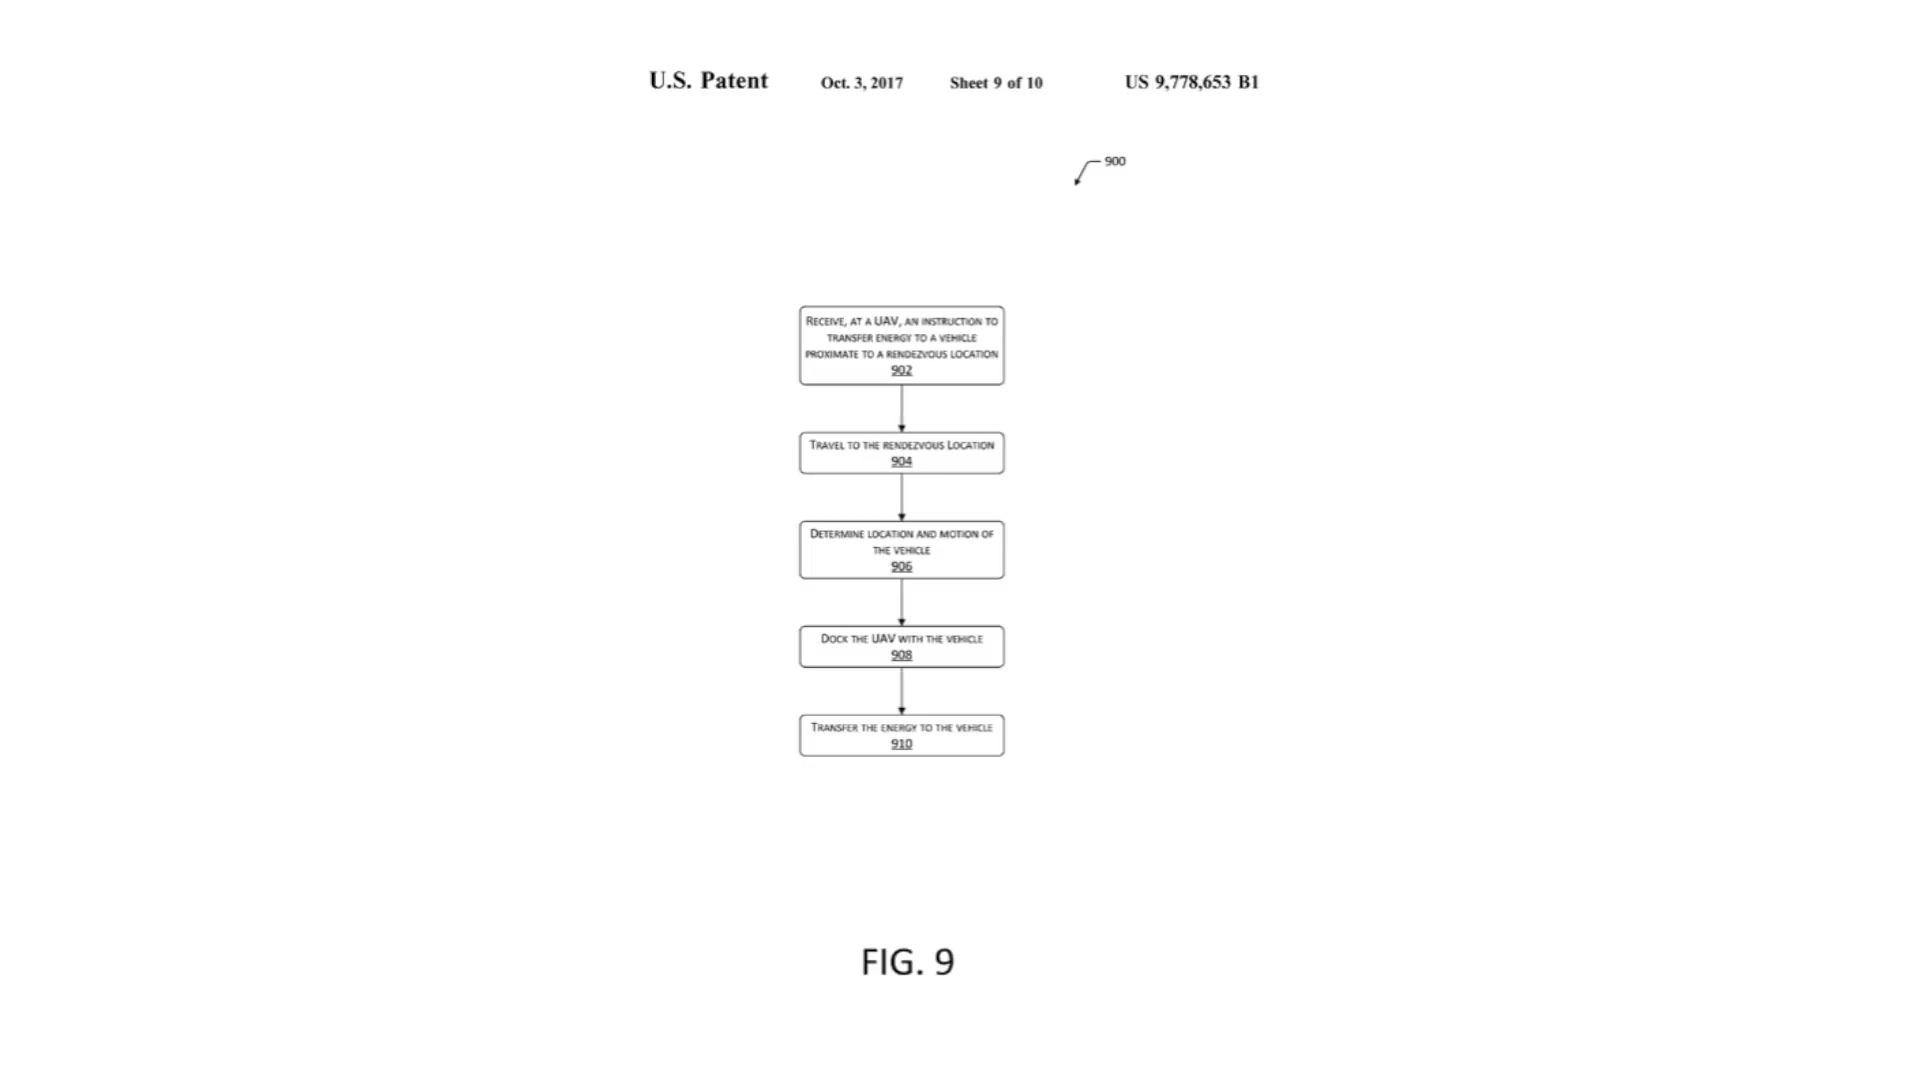 U.S. Patent Oct. 3, 2017 Sheet 9 of 10 US 9,778,653 B1
900
RECEIVE, AT A UAV, AN INSTRUCTION TO
TRANSFER ENERGY TO A VEHICLE
PROXIMATE TO A RENDEZVOUS LOCATION
902
TRAVEL TO THE RENDEZVOUS LOCATION
904
DETERMINE LOCATION AND MOTION OF
THE VEHICLE
906
DOCK THE UAV WITH THE VEHICLE
908
TRANSFER THE ENERGY TO THE VEHICLE
910
FIG. 9